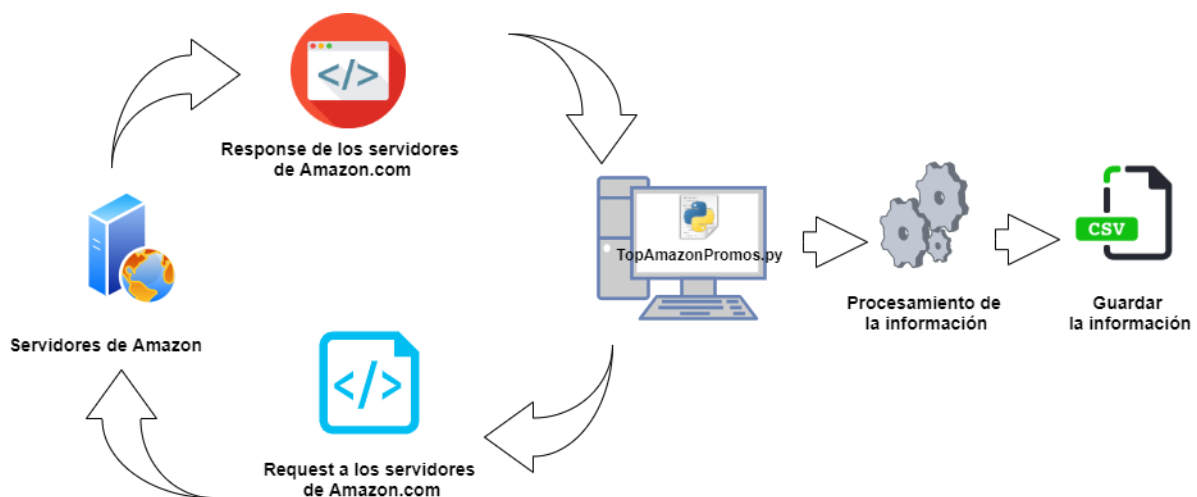 </>
Response de los servidores
de Amazon.com
TopAmazonPromos.py
CSV
Procesamiento de
la información
Guardar
la información
Servidores de Amazon
</>
Request a los servidores
de Amazon.com